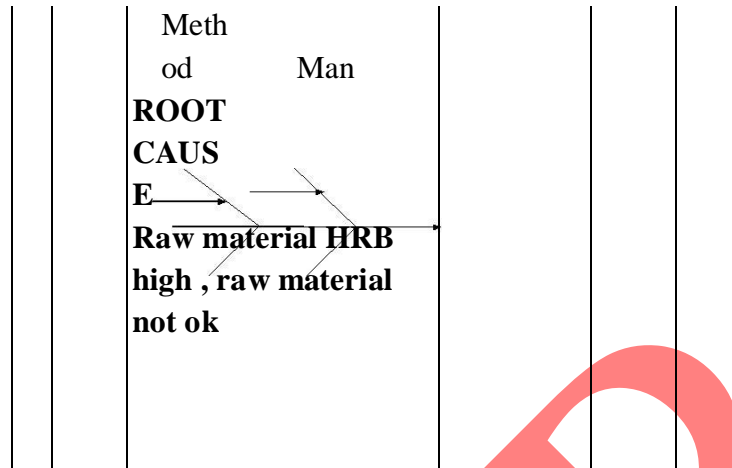 Meth
od Man
ROOT
CAUS
E
Raw material HRB
high , raw material
not ok